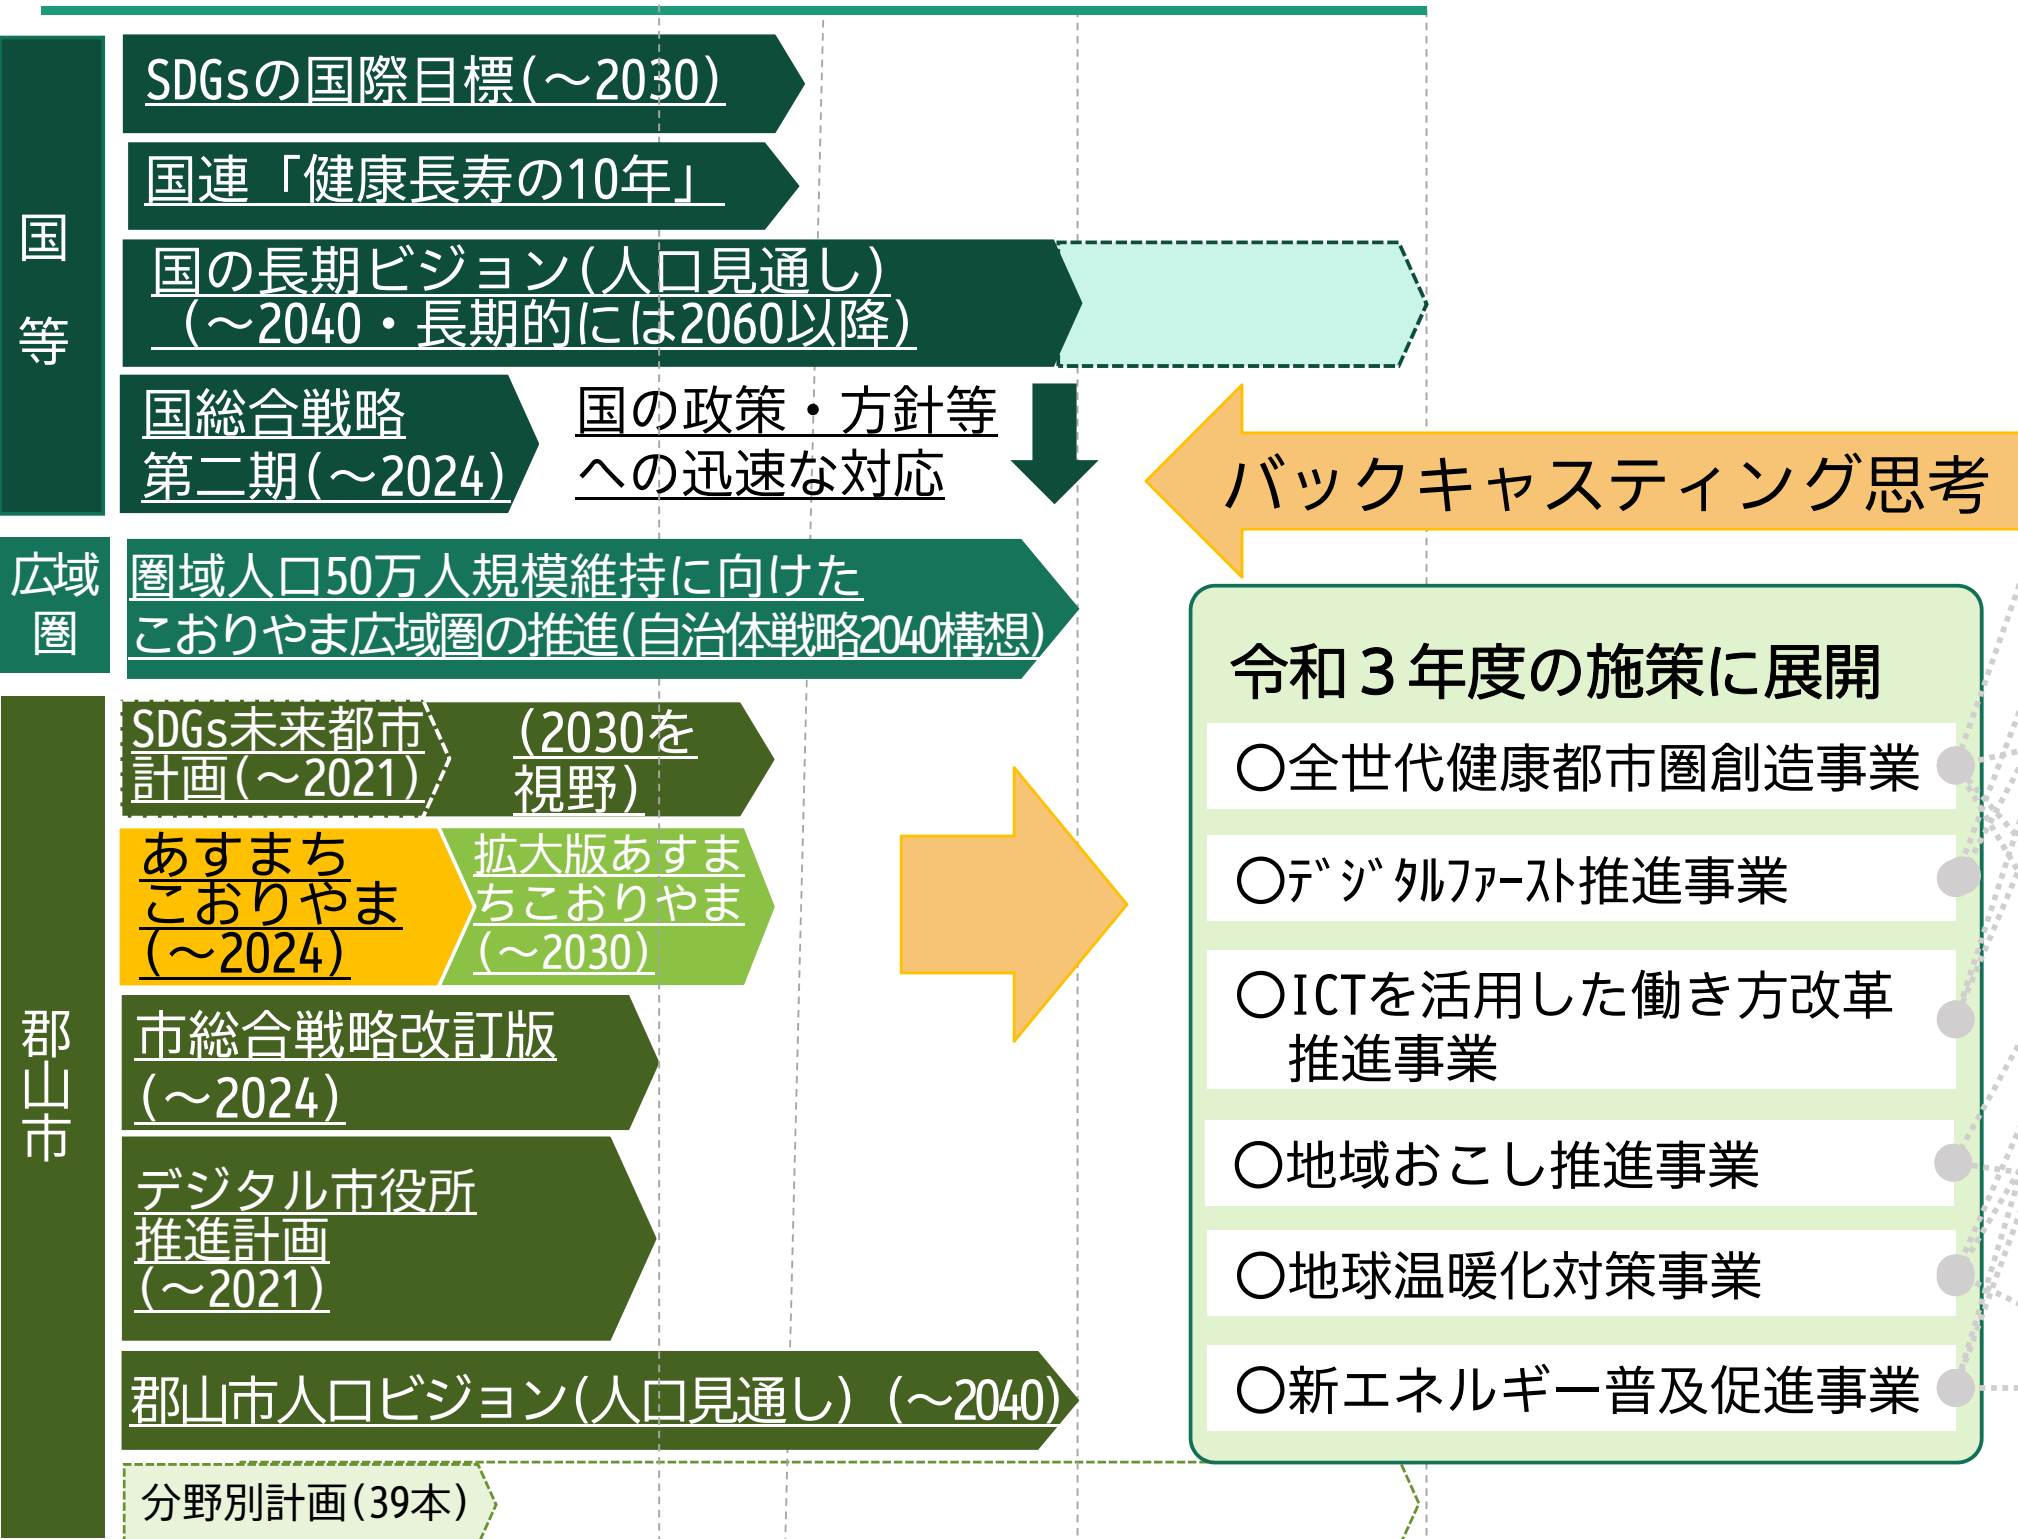 国
等
SDGsの国際目標(～2030)
国連「健康長寿の10年」
国の長期ビジョン(人口見通し)
(～2040・長期的には2060以降)
国総合戦略
第二期(～2024)
国の政策・方針等
への迅速な対応
バックキャスティング思考
広域
圏
圏域人口50万人規模維持に向けた
こおりやま広域圏の推進(自治体戦略2040構想)
郡山市
SDGs未来都市
計画(～2021)
(2030を
視野)
あすまち
こおりやま
(～2024)
拡大版あすま
ちこおりやま
(～2030)
市総合戦略改訂版
(～2024)
デジタル市役所
推進計画
(～2021)
郡山市人口ビジョン(人口見通し)(～2040)
分野別計画(39本)
令和３年度の施策に展開
〇全世代健康都市圏創造事業
〇ﾃﾞｼﾞﾀﾙﾌｧｰｽﾄ推進事業
〇ICTを活用した働き方改革
推進事業
〇地域おこし推進事業
〇地球温暖化対策事業
〇新エネルギー普及促進事業